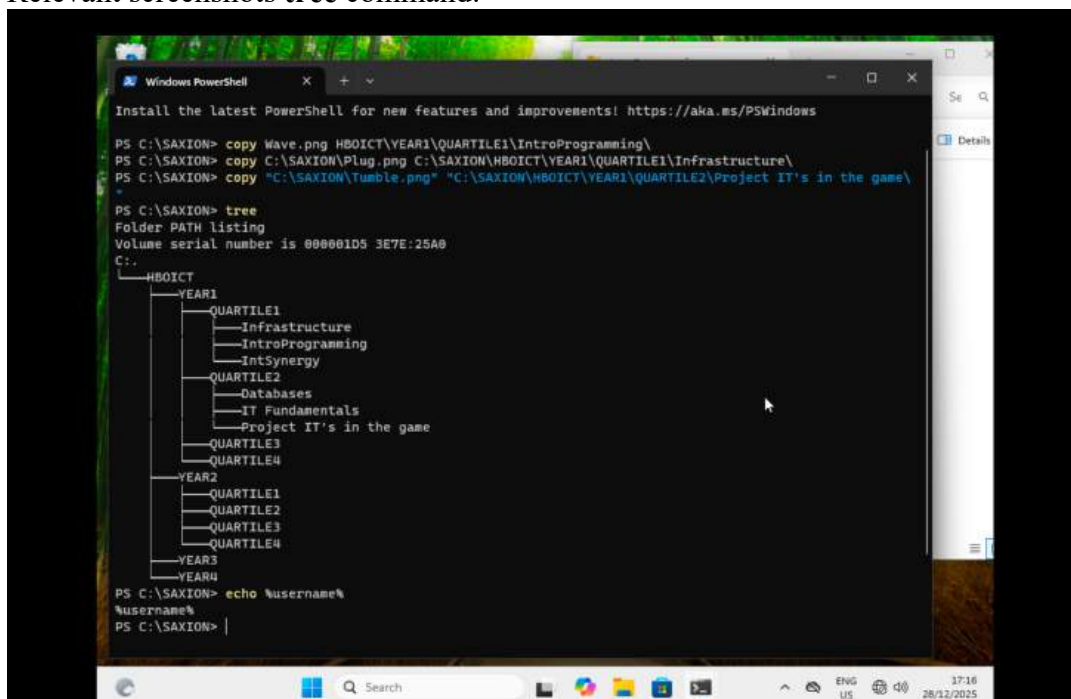 Relevant screenshots tree command:
Windows PowerShell
Se
Details
Install the latest PowerShell for new features and improvements! https://aka.ms/PSWindows
PS C:\SAXION> copy Wave.png HBOICT\YEAR1\QUARTILE1\IntroProgramming\
PS C:\SAXION> copy C:\SAXION\Plug.png C:\SAXION\HBOICT\YEAR1\QUARTILE1\Infrastructure\
PS C:\SAXION> copy "C:\SAXION\Tumble.png" "C:\SAXION\HBOICT\YEAR1\QUARTILE2\Project IT's in the game\
"
PS C:\SAXION> tree
Folder PATH listing
Volume serial number is 000001D5 3E7E:25A0
C:.
└───HBOICT
    ├───YEAR1
    │   ├───QUARTILE1
    │   │   ├───Infrastructure
    │   │   ├───IntroProgramming
    │   │   └───IntSynergy
    │   ├───QUARTILE2
    │   │   ├───Databases
    │   │   ├───IT Fundamentals
    │   │   └───Project IT's in the game
    │   ├───QUARTILE3
    │   └───QUARTILE4
    ├───YEAR2
    │   ├───QUARTILE1
    │   ├───QUARTILE2
    │   ├───QUARTILE3
    │   └───QUARTILE4
    ├───YEAR3
    └───YEAR4
PS C:\SAXION> echo %username%
%username%
PS C:\SAXION>
Search
ENG
US
17:16
28/12/2025